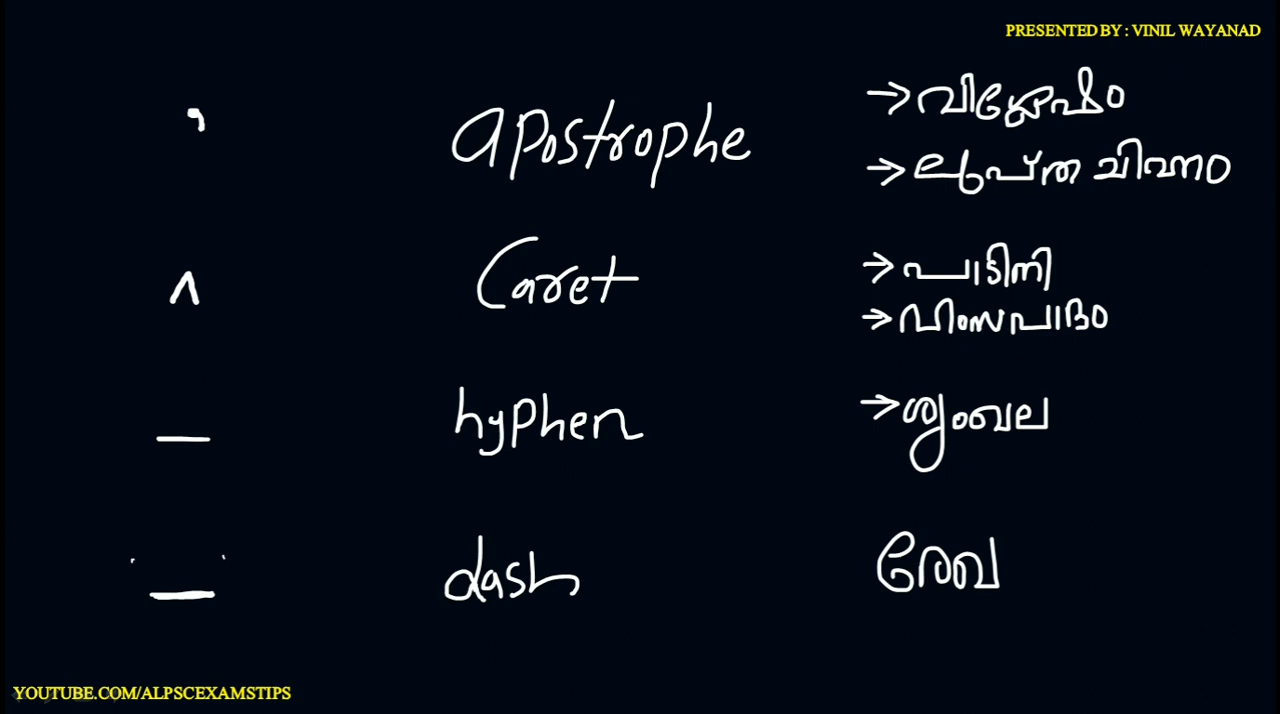 PRESENTED BY : VINIL WAYANAD
' apostrophe → വിശ്ലേഷം
→ ലുപ്ത ചിഹ്നം
^ Caret → പാടിനി
→ ഹംസപാദം
— hyphen → ശൃംഖല
— dash രേഖ
YOUTUBE.COM/ALPSCEXAMSTIPS